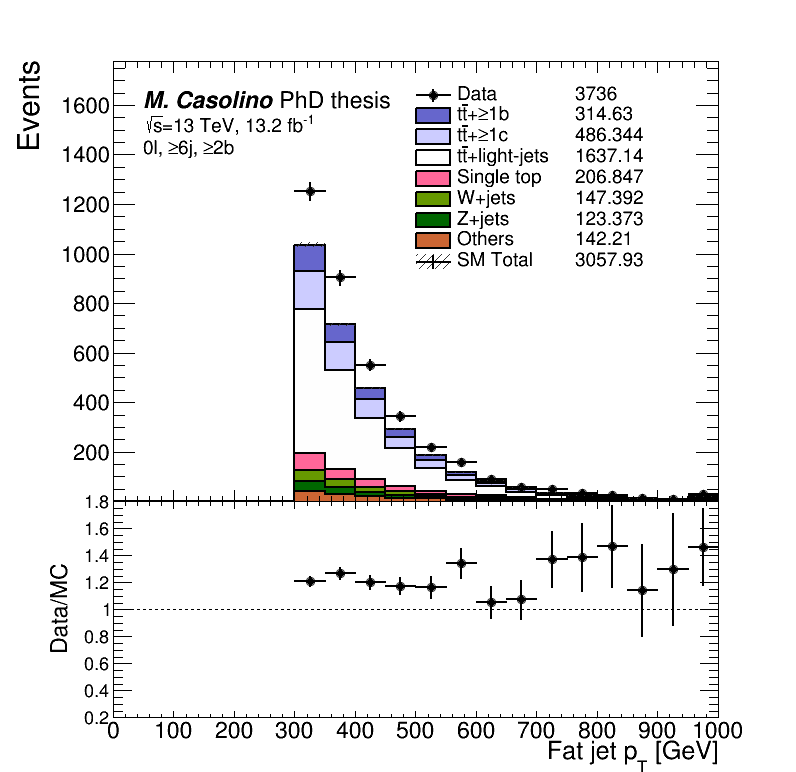 Events
M. Casolino PhD thesis
√s=13 TeV, 13.2 fb⁻¹
0l, ≥6j, ≥2b
Data 3736
tt̄+≥1b 314.63
tt̄+≥1c 486.344
tt̄+light-jets 1637.14
Single top 206.847
W+jets 147.392
Z+jets 123.373
Others 142.21
SM Total 3057.93
1600
1400
1200
1000
800
600
400
200
Data/MC
1.8
1.6
1.4
1.2
1
0.8
0.6
0.4
0.2
0 100 200 300 400 500 600 700 800 900 1000
Fat jet p_T [GeV]